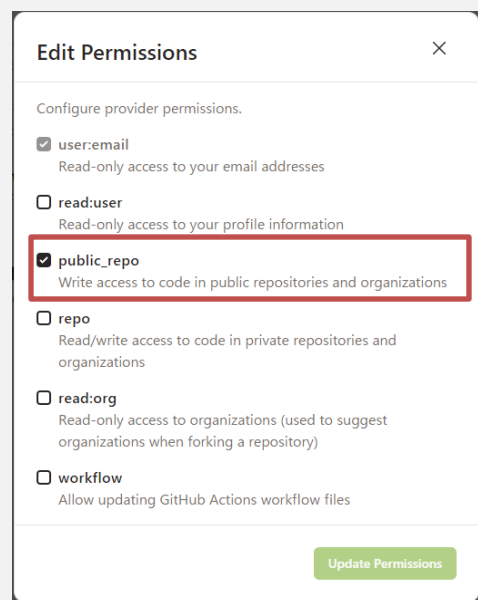 Edit Permissions
Configure provider permissions.
user:email
Read-only access to your email addresses
read:user
Read-only access to your profile information
public_repo
Write access to code in public repositories and organizations
repo
Read/write access to code in private repositories and
organizations
read:org
Read-only access to organizations (used to suggest
organizations when forking a repository)
workflow
Allow updating GitHub Actions workflow files
Update Permissions